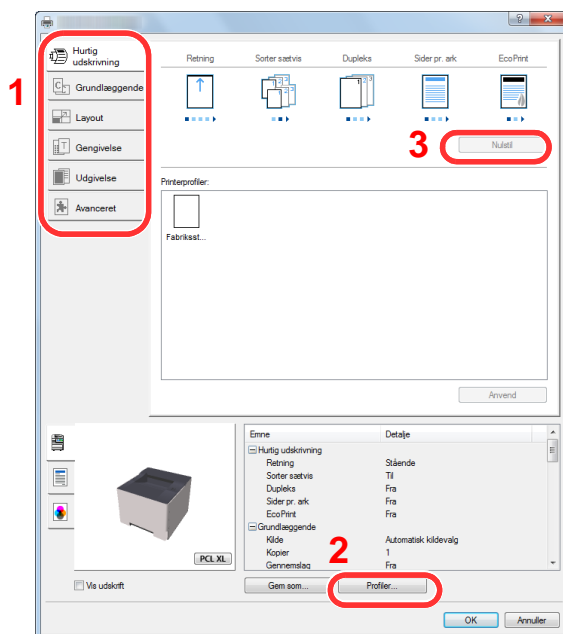 1
Hurtig
udskrivning
Grundlæggende
Layout
Gengivelse
Udgivelse
Avanceret
Retning
Sorter sætvis
Dupleks
Sider pr. ark
EcoPrint
3
Nulstil
Printerprofiler:
Fabriksst...
Anvend
Emne Detalje
Hurtig udskrivning
Retning Stående
Sorter sætvis Til
Dupleks Fra
Sider pr. ark Fra
EcoPrint Fra
Grundlæggende
Kilde Automatisk kildevalg
Kopier 1
Gennemslag Fra
PCL XL
2
Vis udskrift
Gem som...
Profiler...
OK
Annuller